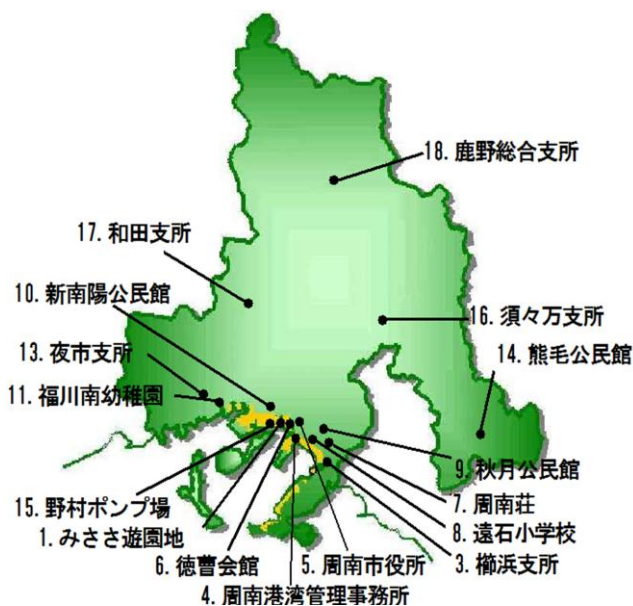 18. 鹿野総合支所
17. 和田支所
10. 新南陽公民館
16. 須々万支所
13. 夜市支所
14. 熊毛公民館
11. 福川南幼稚園
9. 秋月公民館
15. 野村ポンプ場
7. 周南荘
1. みささ遊園地
8. 遠石小学校
6. 徳曹会館
5. 周南市役所
3. 櫛浜支所
4. 周南港湾管理事務所